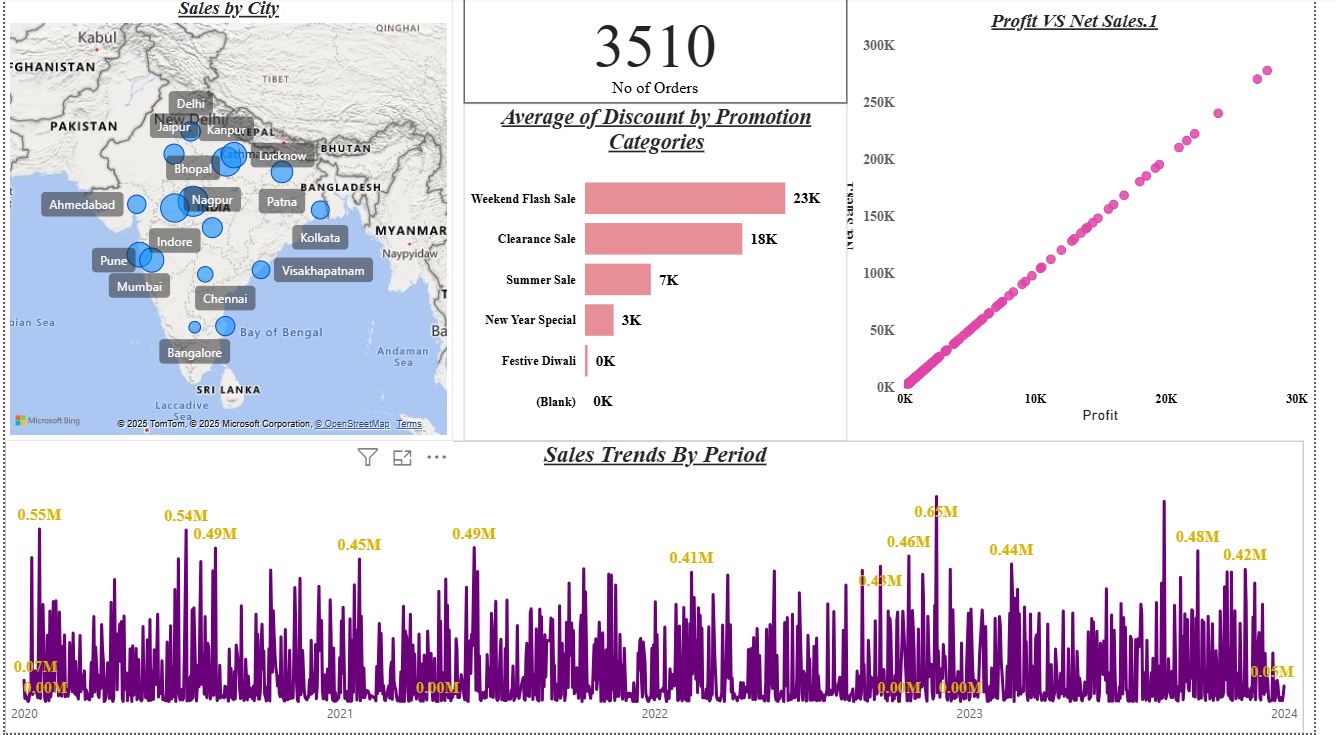 Sales by City
Kabul
QINGHAI
FGHANISTAN
TIBET
Delhi
New Delhi
PAKISTAN
Jaipur
Kanpur
EPAL
Kathman
Lucknow
BHUTAN
Bhopal
BANGLADESH
Ahmedabad
Nagpur
Patna
INDIA
MYANMAR
Indore
Kolkata
Naypyidaw
Pune
Visakhapatnam
Mumbai
Chennai
bian Sea
Bay of Bengal
Ba
Bangalore
Andaman
Sea
SRI LANKA
Laccadive
Sea
Microsoft Bing
© 2025 TomTom, © 2025 Microsoft Corporation, © OpenStreetMap Terms
3510
No of Orders
Average of Discount by Promotion
Categories
Weekend Flash Sale 23K
Clearance Sale 18K
Summer Sale 7K
New Year Special 3K
Festive Diwali 0K
(Blank) 0K
Profit VS Net Sales.1
Net Sales.1
300K
250K
200K
150K
100K
50K
0K
0K 10K 20K 30K
Profit
Sales Trends By Period
0.55M
0.54M
0.49M
0.45M
0.49M
0.41M
0.43M
0.46M
0.65M
0.44M
0.48M
0.42M
0.07M
0.00M
0.00M
0.00M
0.00M
0.05M
2020 2021 2022 2023 2024